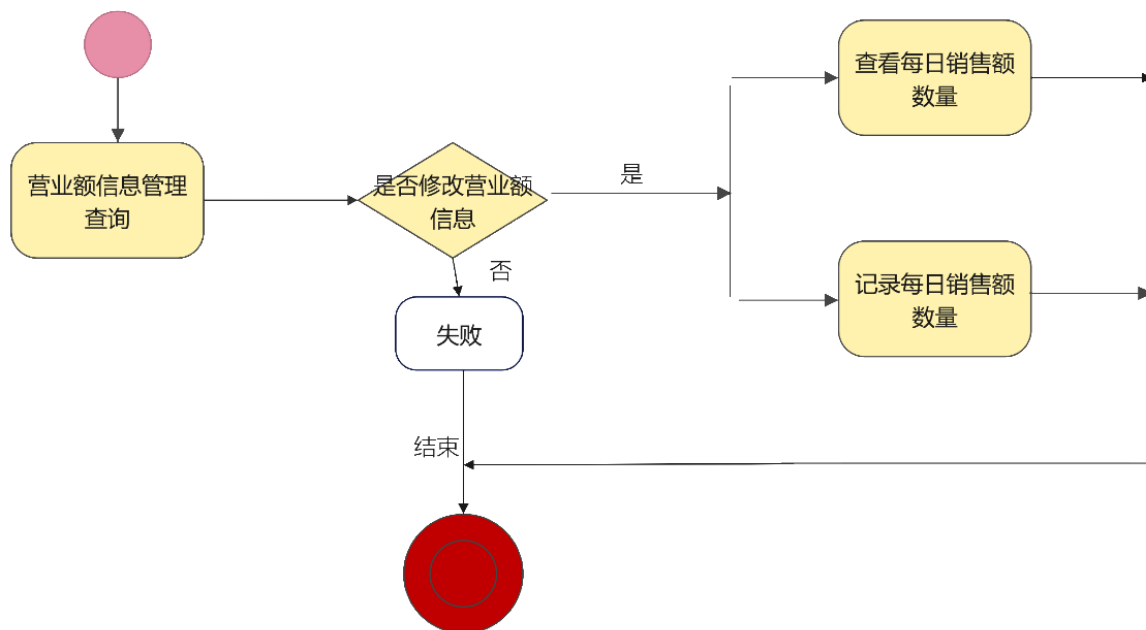 营业额信息管理
查询
是否修改营业额
信息
是
查看每日销售额
数量
记录每日销售额
数量
否
失败
结束